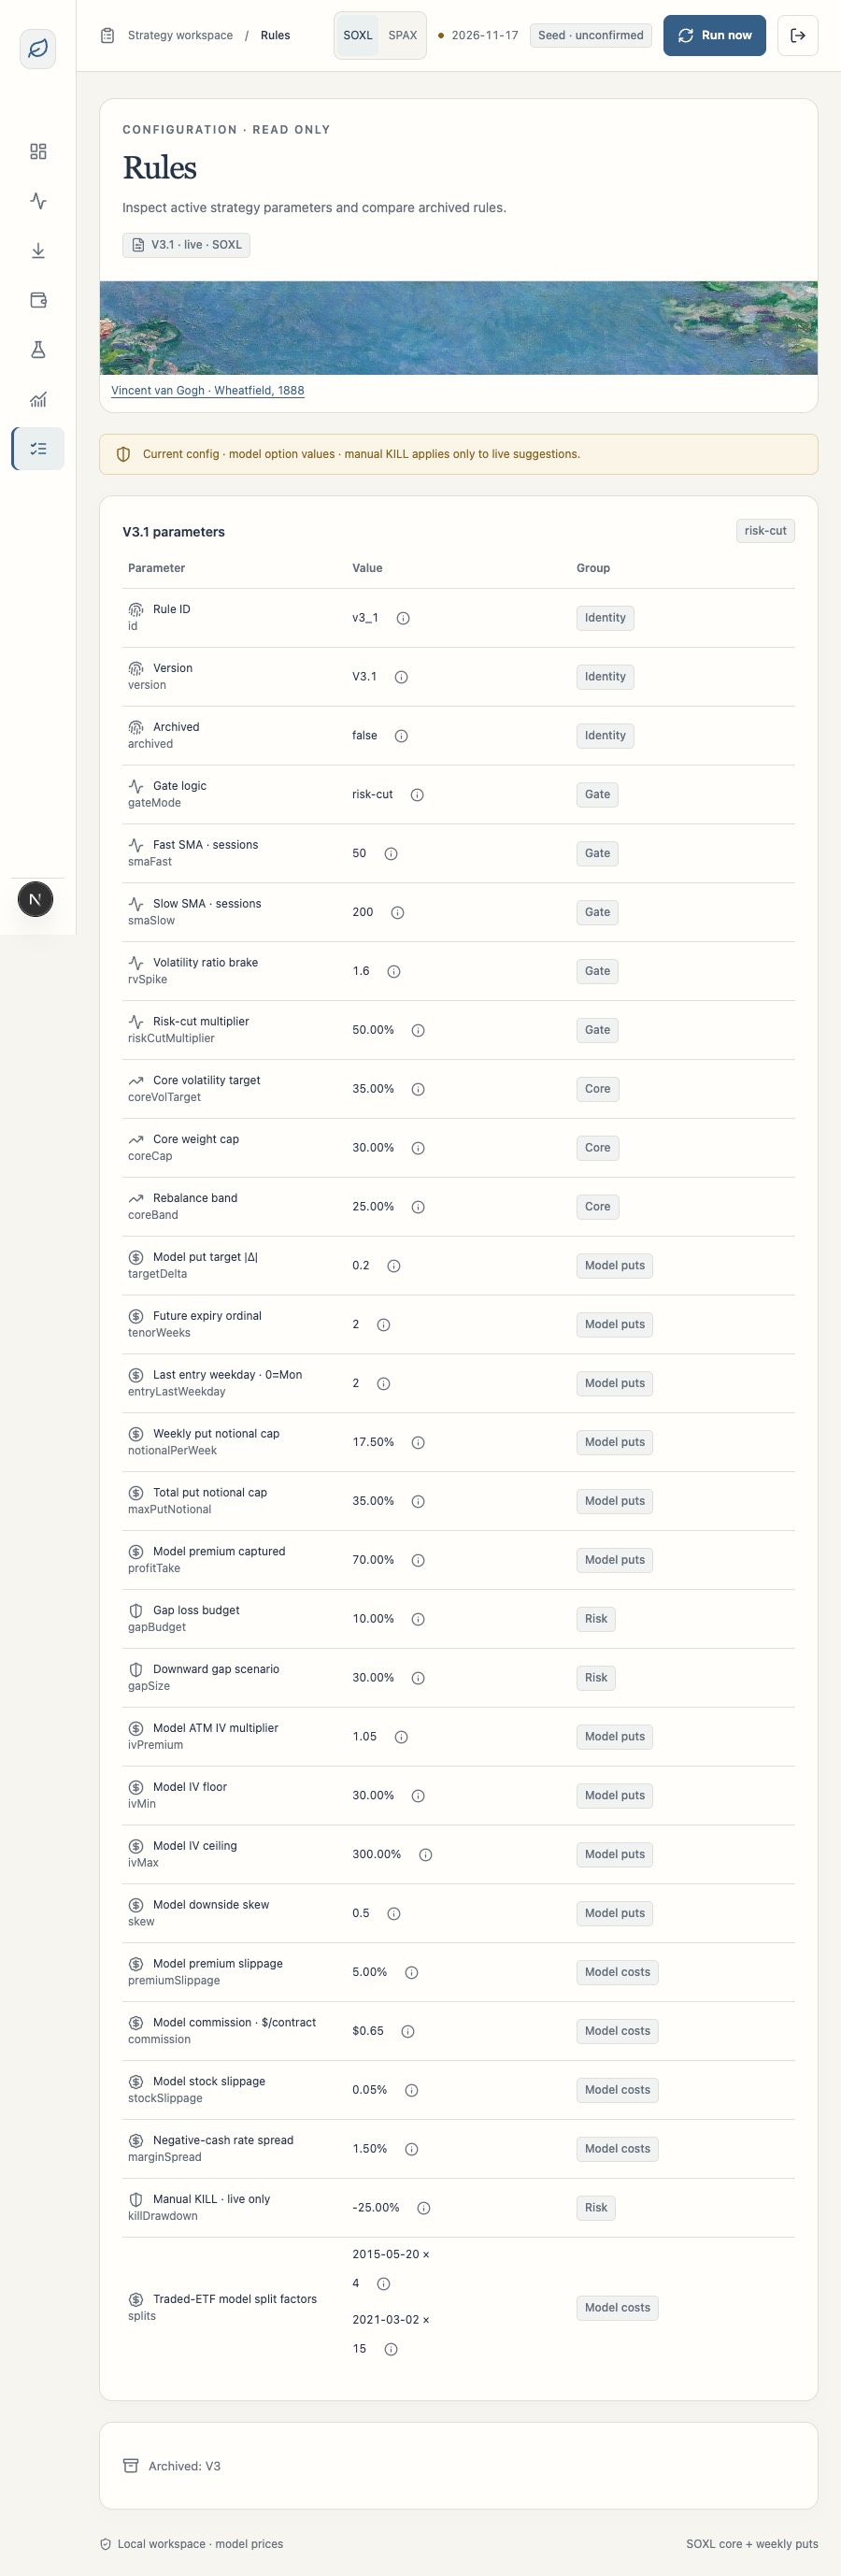 Strategy workspace / Rules
SOXL SPAX
2026-11-17
Seed · unconfirmed
Run now
CONFIGURATION · READ ONLY
Rules
Inspect active strategy parameters and compare archived rules.
V3.1 · live · SOXL
Vincent van Gogh · Wheatfield, 1888
Current config · model option values · manual KILL applies only to live suggestions.
V3.1 parameters
risk-cut
Parameter Value Group
Rule ID
id
v3_1
Identity
Version
version
V3.1
Identity
Archived
archived
false
Identity
Gate logic
gateMode
risk-cut
Gate
Fast SMA · sessions
smaFast
50
Gate
N
Slow SMA · sessions
smaSlow
200
Gate
Volatility ratio brake
rvSpike
1.6
Gate
Risk-cut multiplier
riskCutMultiplier
50.00%
Gate
Core volatility target
coreVolTarget
35.00%
Core
Core weight cap
coreCap
30.00%
Core
Rebalance band
coreBand
25.00%
Core
Model put target |Δ|
targetDelta
0.2
Model puts
Future expiry ordinal
tenorWeeks
2
Model puts
Last entry weekday · 0=Mon
entryLastWeekday
2
Model puts
Weekly put notional cap
notionalPerWeek
17.50%
Model puts
Total put notional cap
maxPutNotional
35.00%
Model puts
Model premium captured
profitTake
70.00%
Model puts
Gap loss budget
gapBudget
10.00%
Risk
Downward gap scenario
gapSize
30.00%
Risk
Model ATM IV multiplier
ivPremium
1.05
Model puts
Model IV floor
ivMin
30.00%
Model puts
Model IV ceiling
ivMax
300.00%
Model puts
Model downside skew
skew
0.5
Model puts
Model premium slippage
premiumSlippage
5.00%
Model costs
Model commission · $/contract
commission
$0.65
Model costs
Model stock slippage
stockSlippage
0.05%
Model costs
Negative-cash rate spread
marginSpread
1.50%
Model costs
Manual KILL · live only
killDrawdown
-25.00%
Risk
Traded-ETF model split factors
splits
2015-05-20 ×
4
2021-03-02 ×
15
Model costs
Archived: V3
Local workspace · model prices
SOXL core + weekly puts